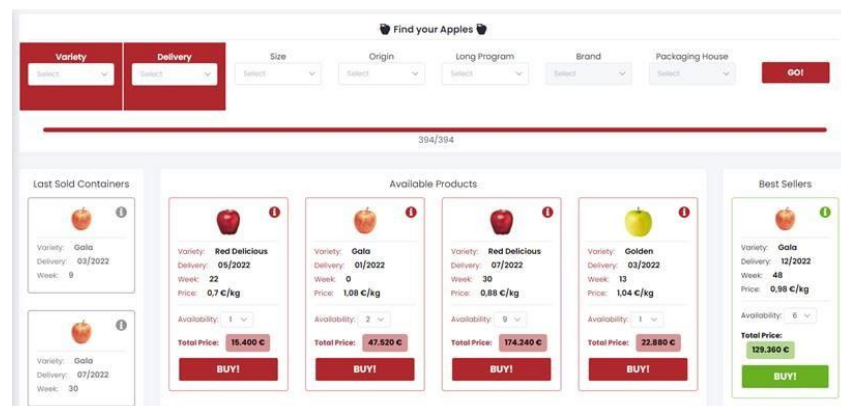 Find your Apples
Variety
Select
Delivery
Select
Size
Select
Origin
Select
Long Program
Select
Brand
Select
Packaging House
Select
GO!
394/394
Last Sold Containers
Variety: Gala
Delivery: 03/2022
Week: 9
Variety: Gala
Delivery: 07/2022
Week: 30
Available Products
Variety: Red Delicious
Delivery: 05/2022
Week: 22
Price: 0,7 €/kg
Availability: 1
Total Price: 15.400 €
BUY!
Variety: Gala
Delivery: 01/2022
Week: 0
Price: 1,08 €/kg
Availability: 2
Total Price: 47.520 €
BUY!
Variety: Red Delicious
Delivery: 07/2022
Week: 30
Price: 0,88 €/kg
Availability: 9
Total Price: 174.240 €
BUY!
Variety: Golden
Delivery: 03/2022
Week: 13
Price: 1,04 €/kg
Availability: 1
Total Price: 22.880 €
BUY!
Best Sellers
Variety: Gala
Delivery: 12/2022
Week: 48
Price: 0,98 €/kg
Availability: 6
Total Price:
129.360 €
BUY!